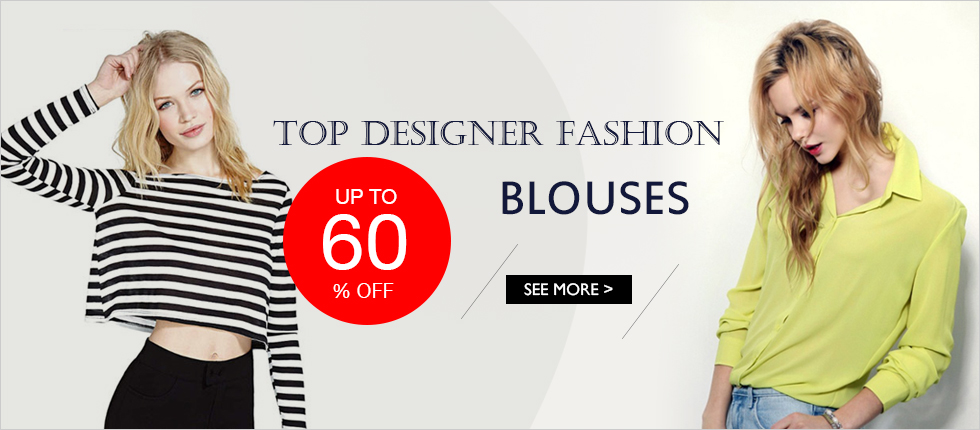 TOP DESIGNER FASHION
BLOUSES
UP TO
60
% OFF
SEE MORE >